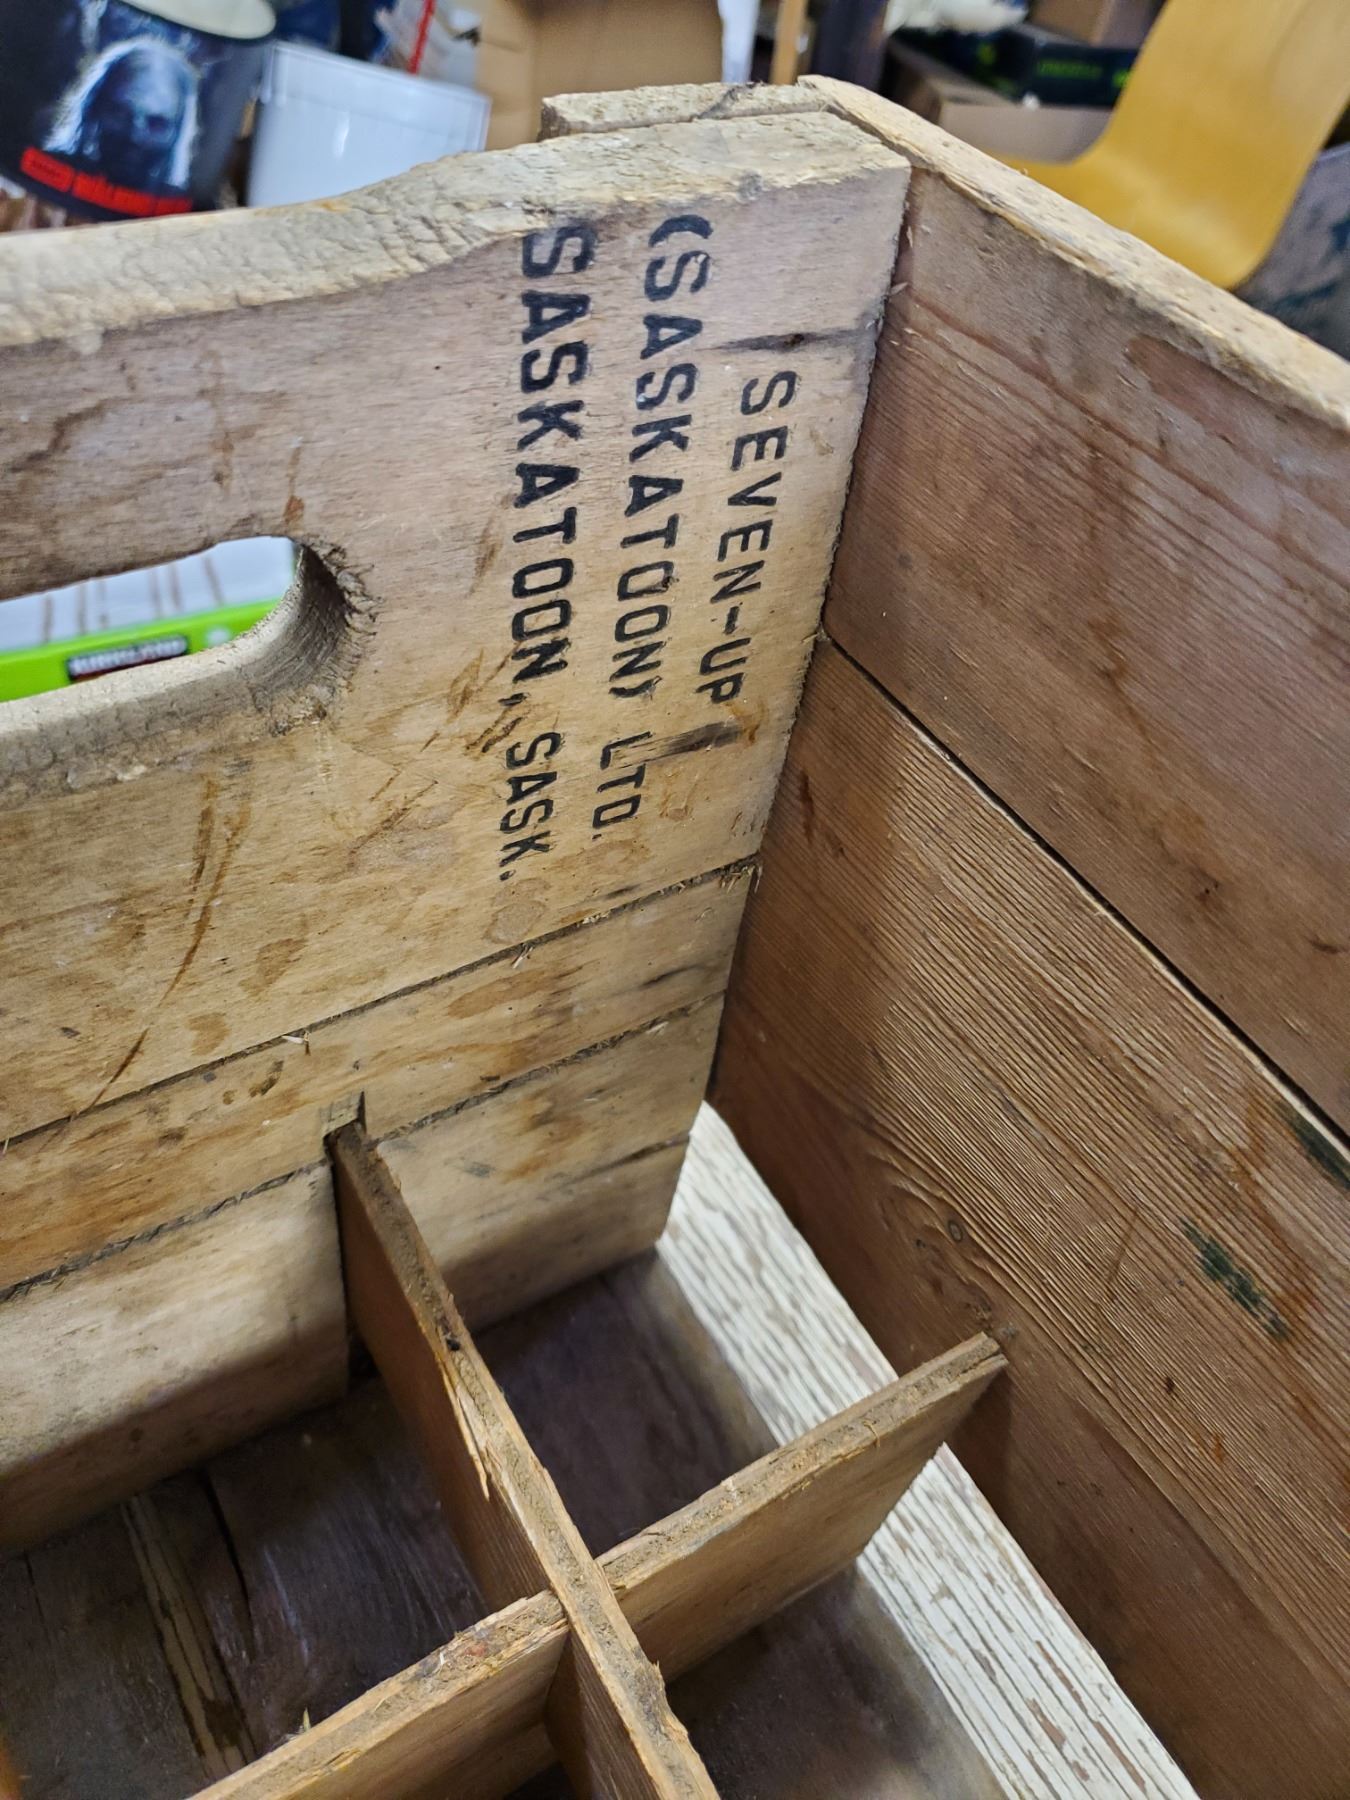 SEVEN-UP
(SASKATOON) LTD.
SASKATOON, SASK.